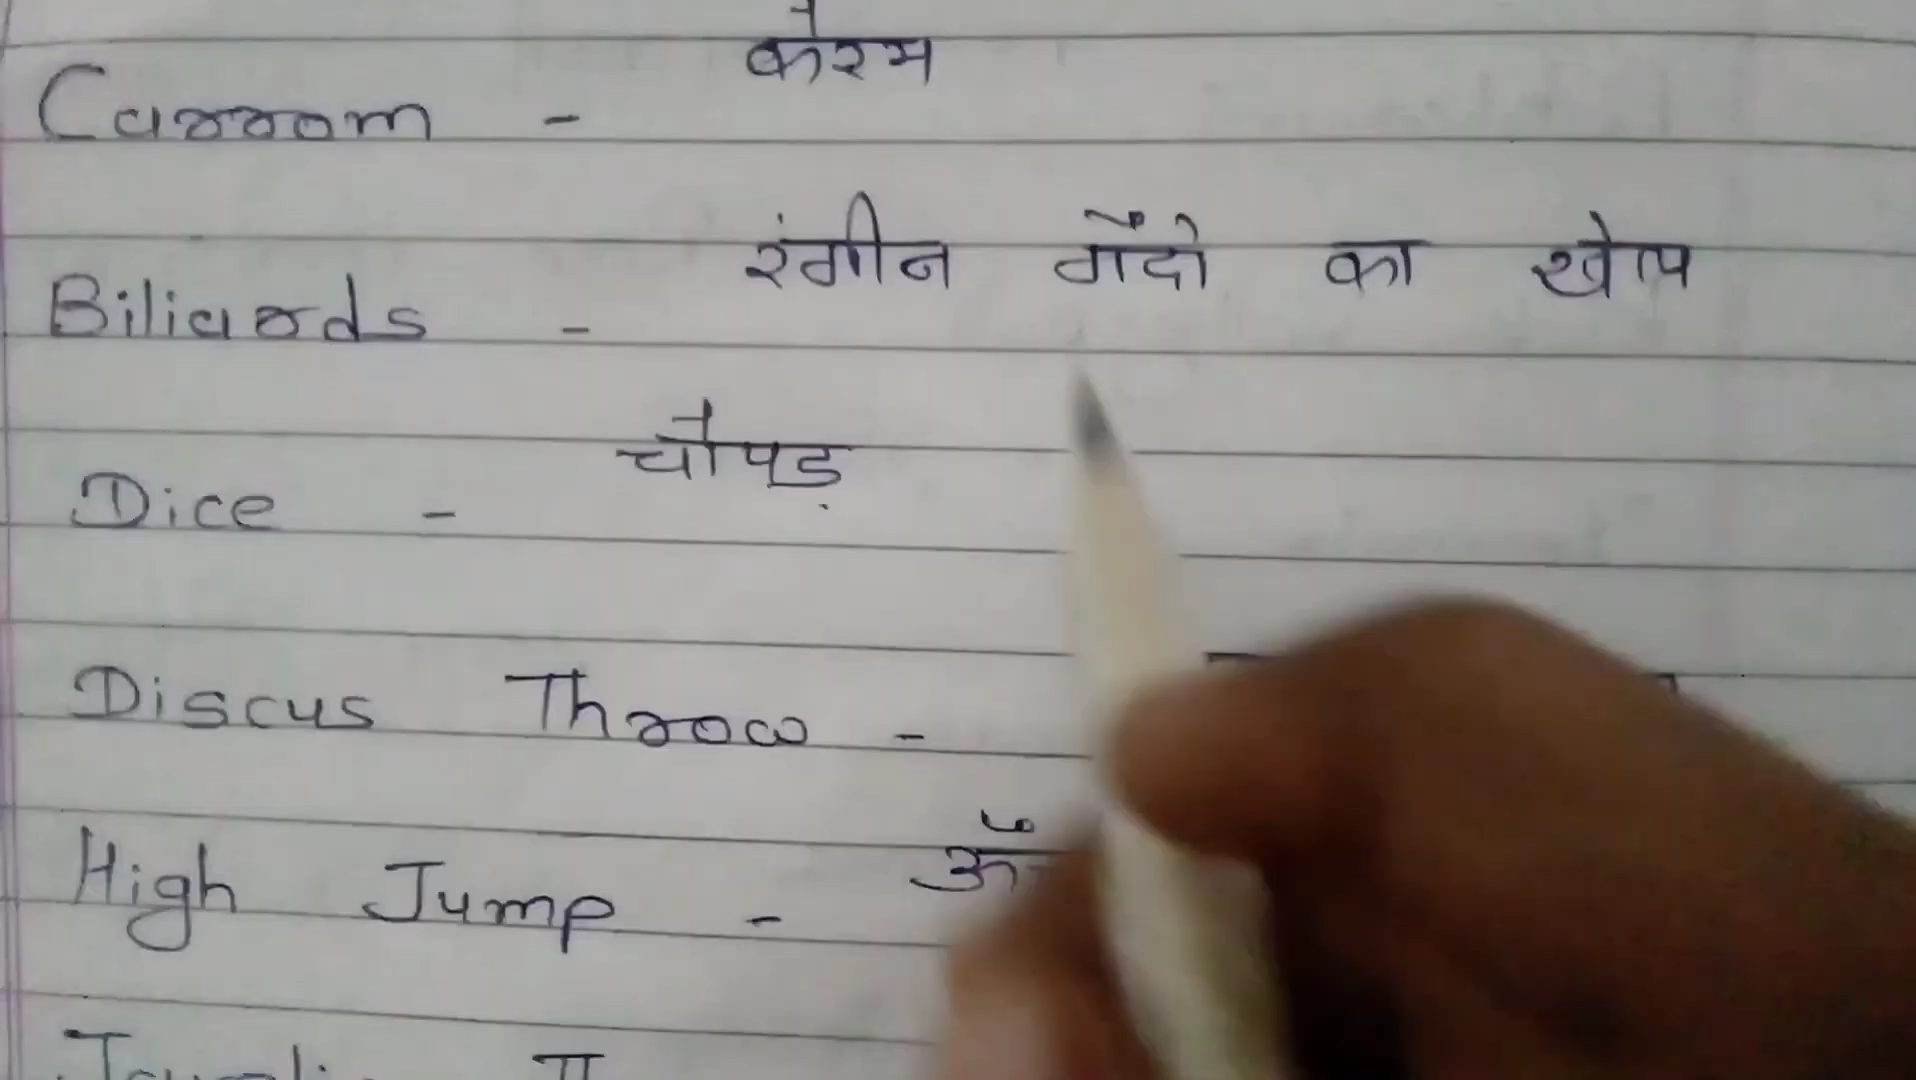 Carrom - कैरम
Biliards - रंगीन गेँदो का खेल
Dice - चौपड़
Discus Throw -
High Jump -